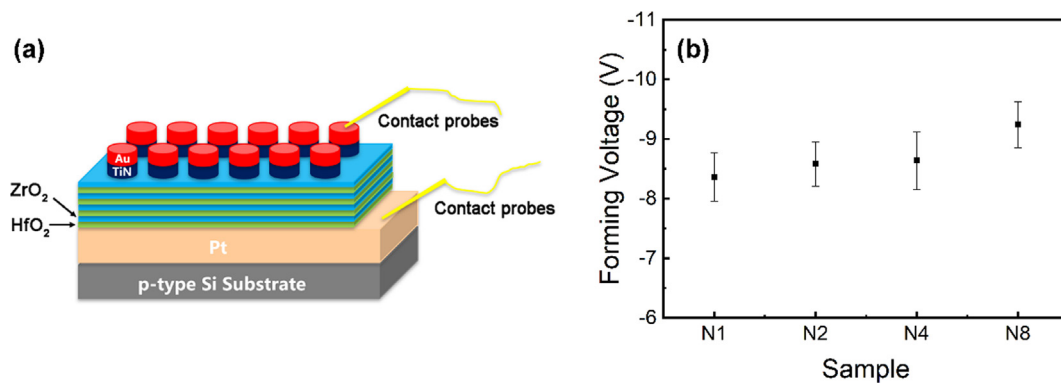 (a)
Contact probes
Au
TiN
ZrO₂
HfO₂
Contact probes
Pt
p-type Si Substrate
(b)
Forming Voltage (V)
-11
-10
-9
-8
-7
-6
N1 N2 N4 N8
Sample